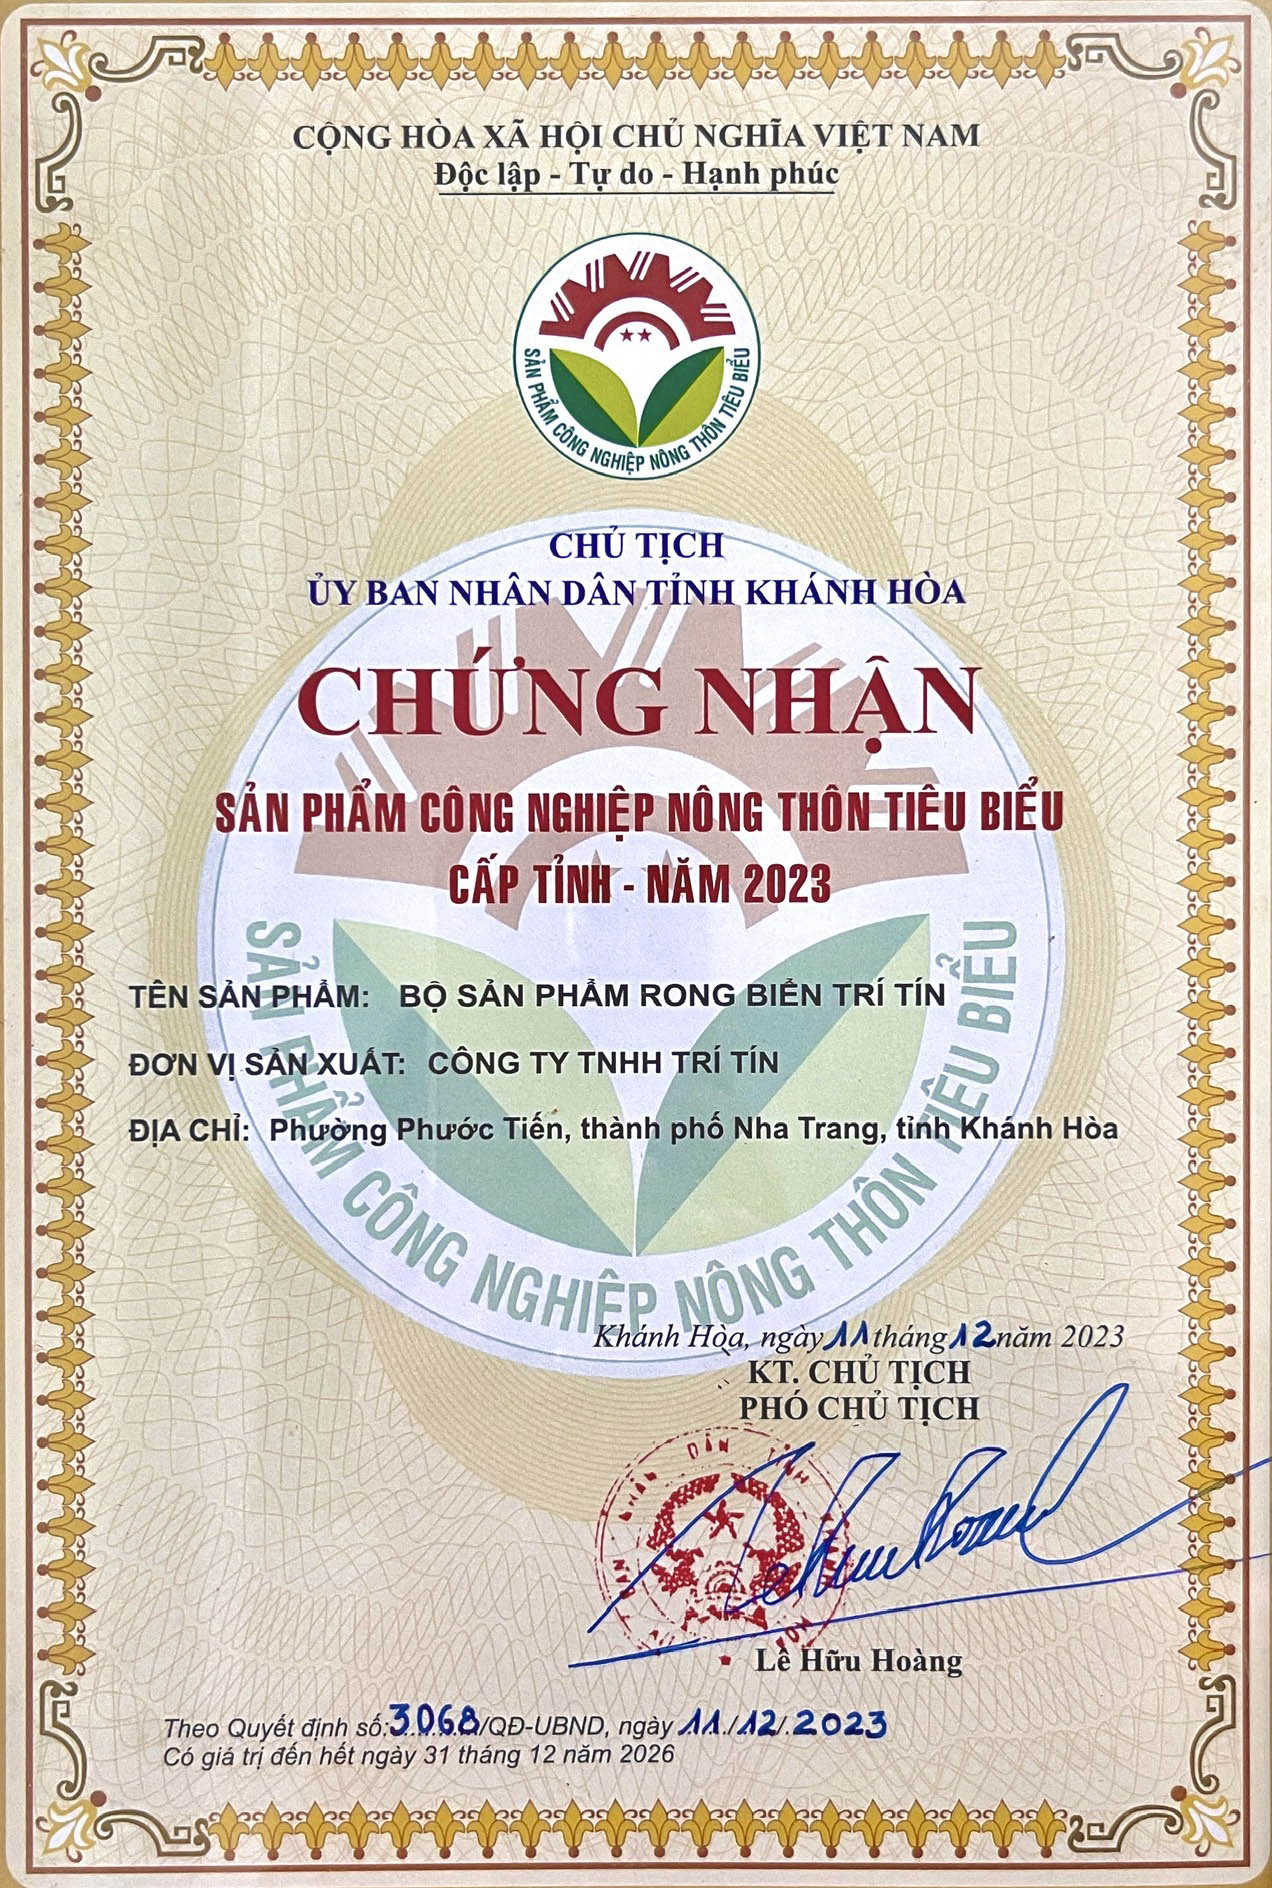 CỘNG HÒA XÃ HỘI CHỦ NGHĨA VIỆT NAM
Độc lập - Tự do - Hạnh phúc
SẢN PHẨM CÔNG NGHIỆP NÔNG THÔN TIÊU BIỂU
CHỦ TỊCH
ỦY BAN NHÂN DÂN TỈNH KHÁNH HÒA
CHỨNG NHẬN
SẢN PHẨM CÔNG NGHIỆP NÔNG THÔN TIÊU BIỂU
CẤP TỈNH - NĂM 2023
TÊN SẢN PHẨM: BỘ SẢN PHẨM RONG BIỂN TRÍ TÍN
ĐƠN VỊ SẢN XUẤT: CÔNG TY TNHH TRÍ TÍN
ĐỊA CHỈ: Phường Phước Tiến, thành phố Nha Trang, tỉnh Khánh Hòa
SẢN PHẨM CÔNG NGHIỆP NÔNG THÔN TIÊU BIỂU
Khánh Hòa, ngày 11 tháng 12 năm 2023
KT. CHỦ TỊCH
PHÓ CHỦ TỊCH
Lê Hữu Hoàng
Theo Quyết định số: 3068/QĐ-UBND, ngày 11/12/2023
Có giá trị đến hết ngày 31 tháng 12 năm 2026